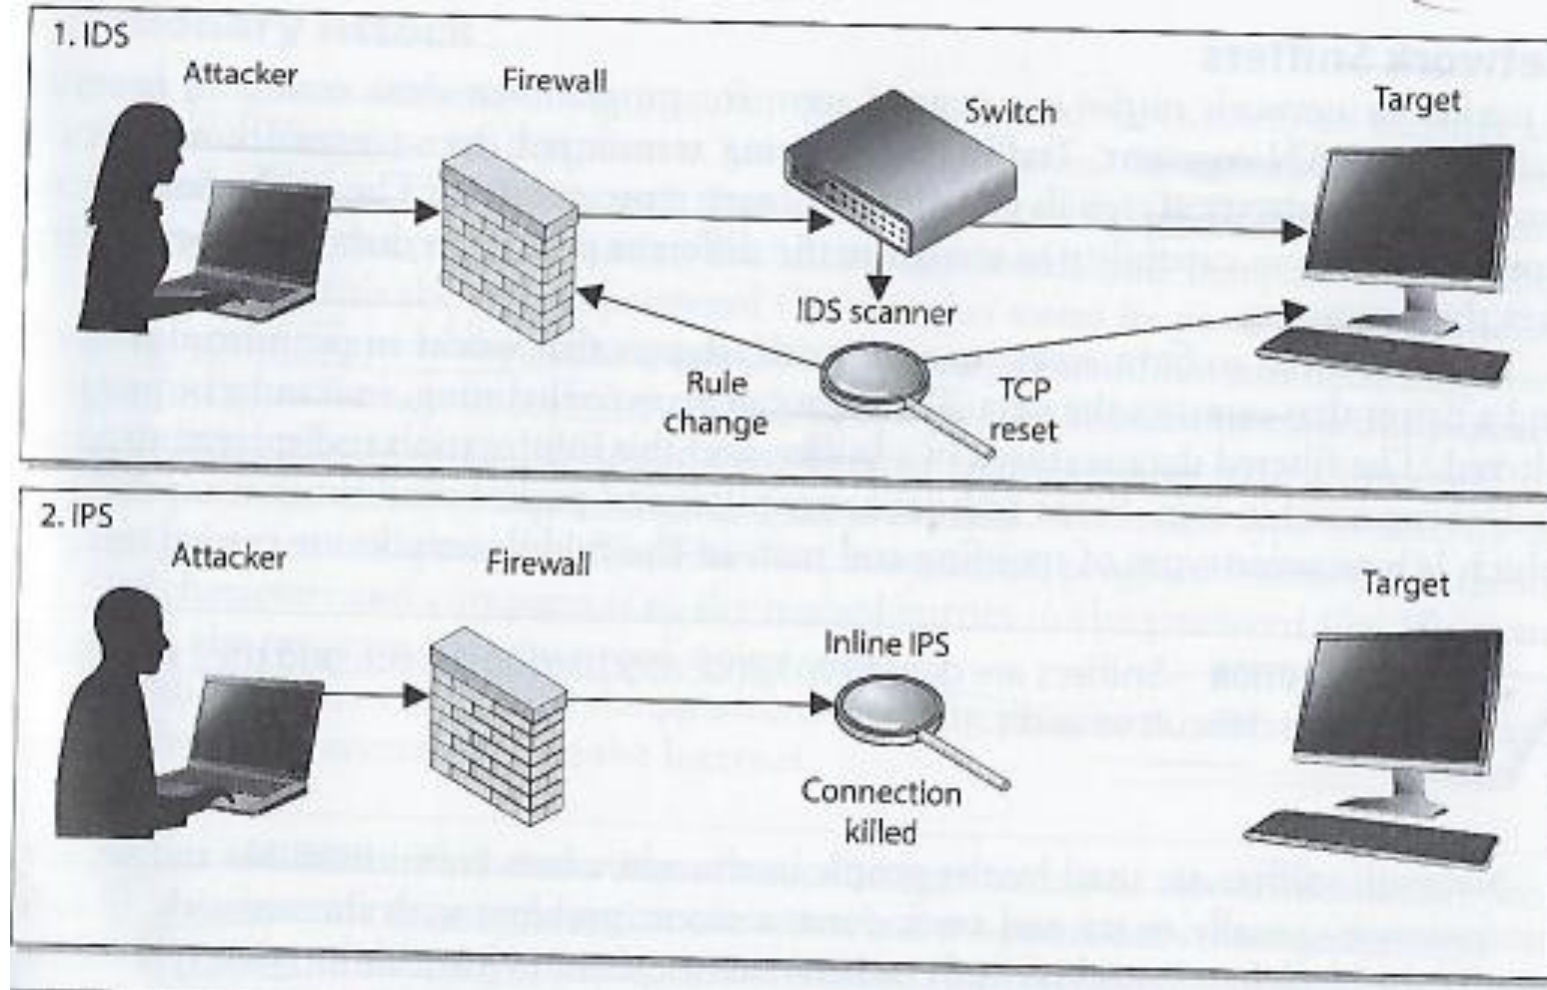 1. IDS
Attacker
Firewall
Switch
Target
IDS scanner
Rule
change
TCP
reset
2. IPS
Attacker
Firewall
Inline IPS
Target
Connection
killed